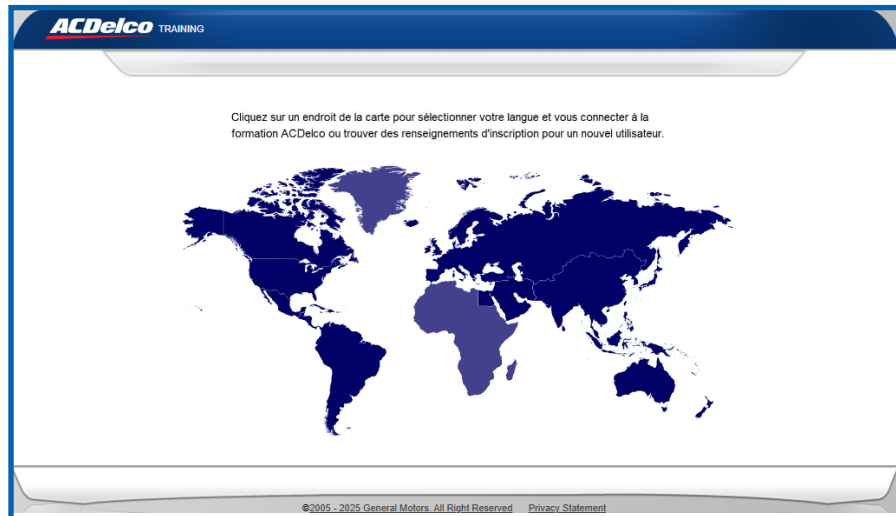 ACDelco TRAINING
Cliquez sur un endroit de la carte pour sélectionner votre langue et vous connecter à la
formation ACDelco ou trouver des renseignements d'inscription pour un nouvel utilisateur.
©2005 - 2025 General Motors. All Right Reserved Privacy Statement